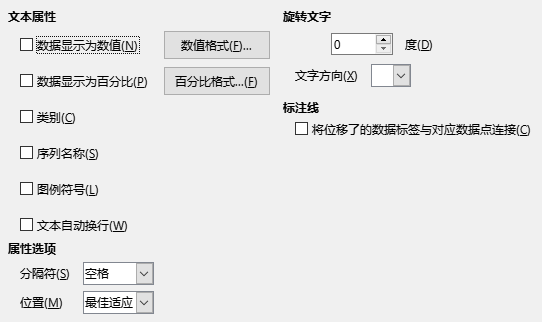 文本属性
数据显示为数值(N)
数值格式(F)...
数据显示为百分比(P)
百分比格式...(F)
类别(C)
序列名称(S)
图例符号(L)
文本自动换行(W)
属性选项
分隔符(S) 空格
位置(M) 最佳适应
旋转文字
0 度(D)
文字方向(X)
标注线
将位移了的数据标签与对应数据点连接(C)